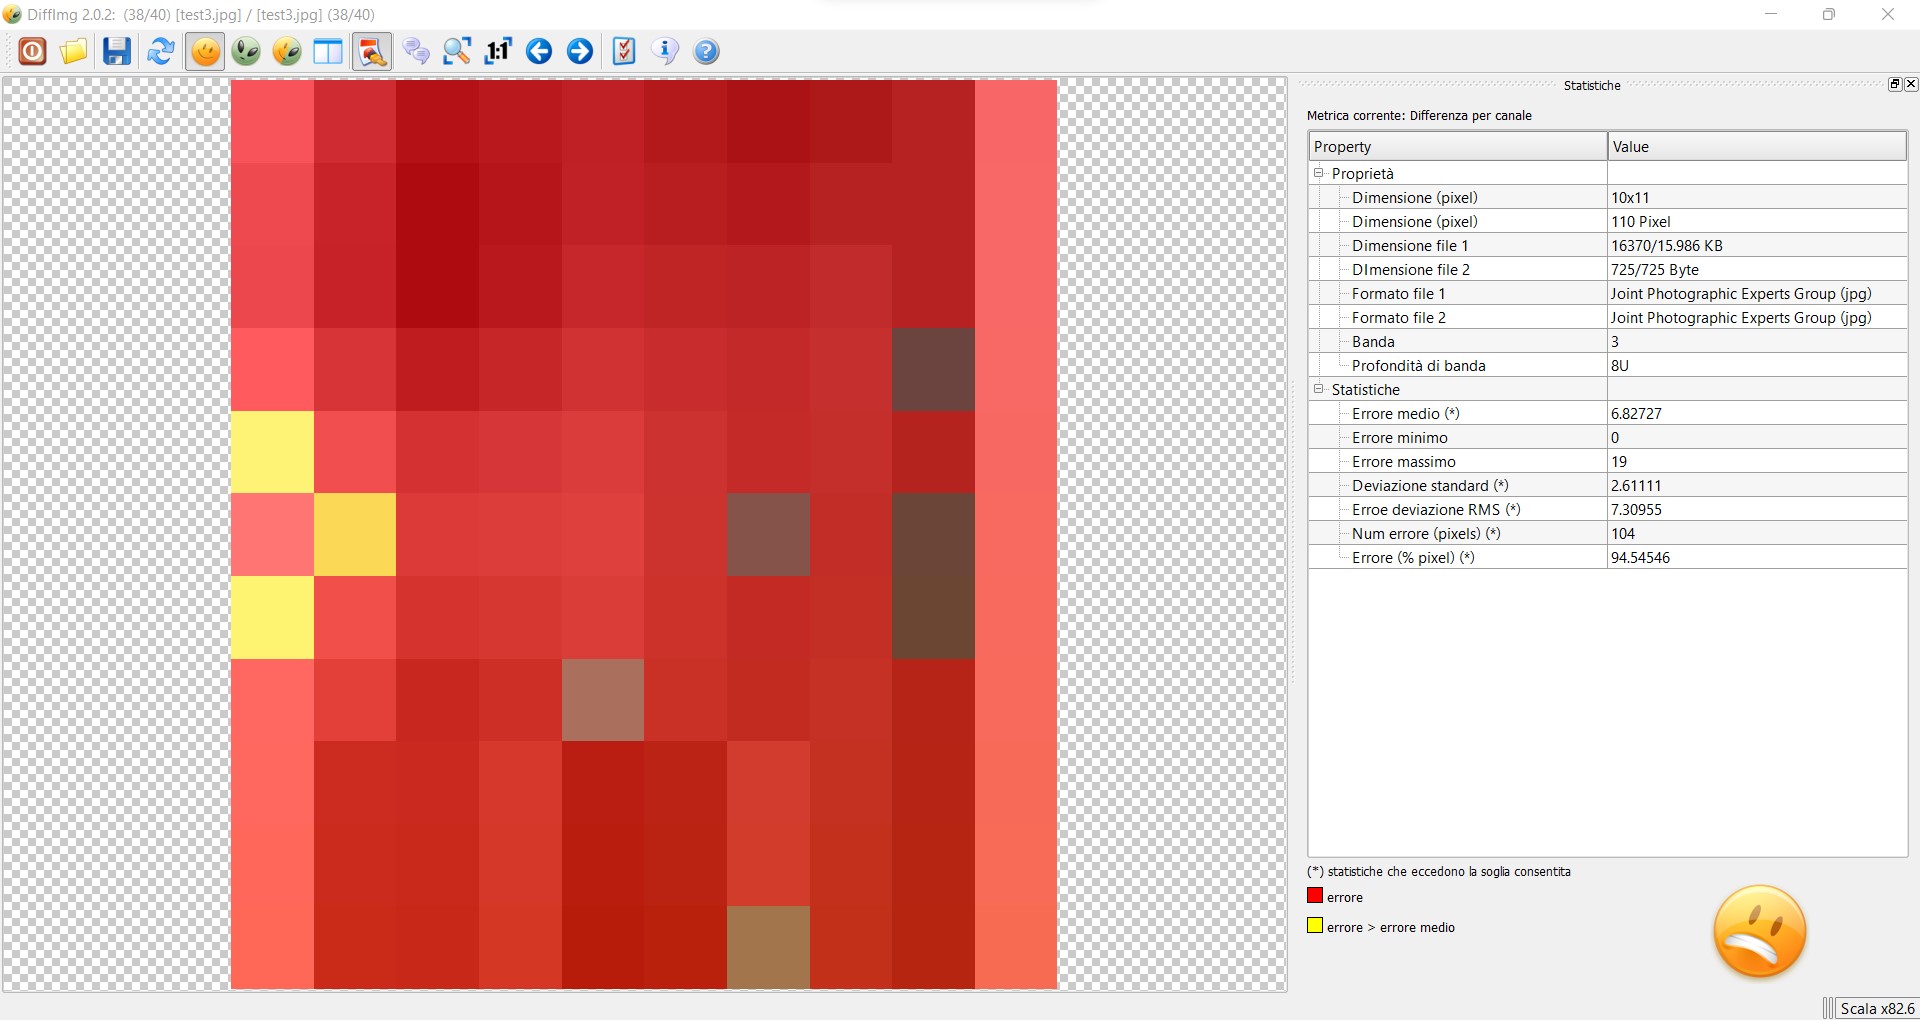 DiffImg 2.0.2: (38/40) [test3.jpg] / [test3.jpg] (38/40)
1:1
Statistiche
Metrica corrente: Differenza per canale
Property Value
Proprietà
Dimensione (pixel) 10x11
Dimensione (pixel) 110 Pixel
Dimensione file 1 16370/15.986 KB
DImensione file 2 725/725 Byte
Formato file 1 Joint Photographic Experts Group (jpg)
Formato file 2 Joint Photographic Experts Group (jpg)
Banda 3
Profondità di banda 8U
Statistiche
Errore medio (*) 6.82727
Errore minimo 0
Errore massimo 19
Deviazione standard (*) 2.61111
Erroe deviazione RMS (*) 7.30955
Num errore (pixels) (*) 104
Errore (% pixel) (*) 94.54546
(*) statistiche che eccedono la soglia consentita
errore
errore > errore medio
Scala x82.6